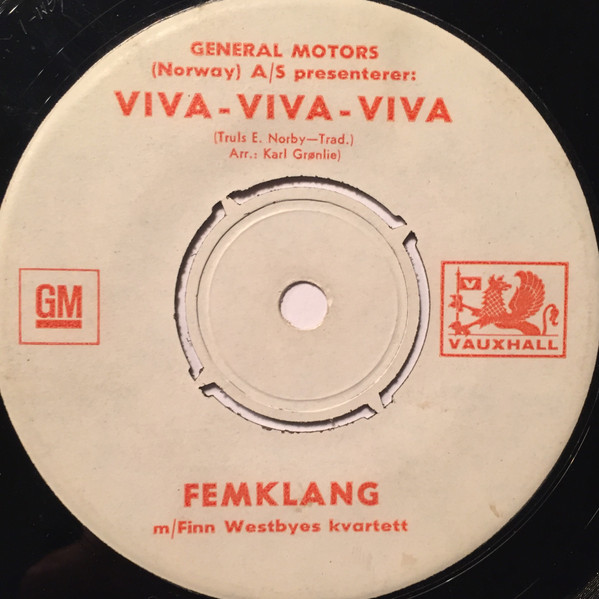 GENERAL MOTORS
(Norway) A/S presenterer:
VIVA - VIVA - VIVA
(Truls E. Norby—Trad.)
Arr.: Karl Grønlie)
GM
V
VAUXHALL
FEMKLANG
m/Finn Westbyes kvartett